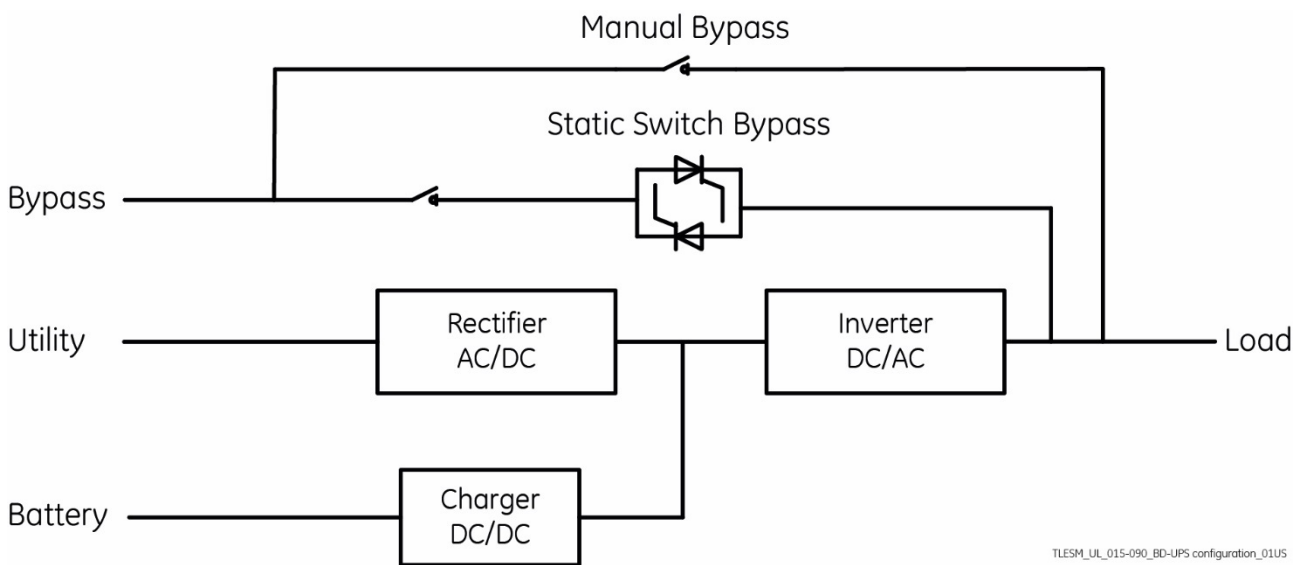 Manual Bypass
Static Switch Bypass
Bypass
Utility
Rectifier
AC/DC
Inverter
DC/AC
Load
Battery
Charger
DC/DC
TLESM_UL_015-090_BD-UPS configuration_01US